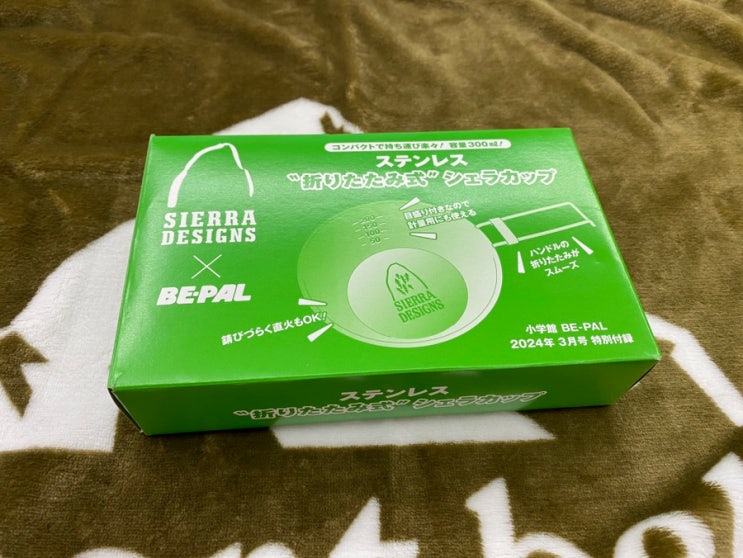 コンパクトで持ち運び楽々！ 容量300㎖！
ステンレス
“折りたたみ式”シェラカップ
SIERRA
DESIGNS
×
BE-PAL
目盛り付きなので
計量用にも使える
100
50
ハンドルの
折りたたみが
スムーズ
SIERRA
DESIGNS
錆びづらく直火もOK！
小学館 BE-PAL
2024年 3月号 特別付録
ステンレス
“折りたたみ式”シェラカップ